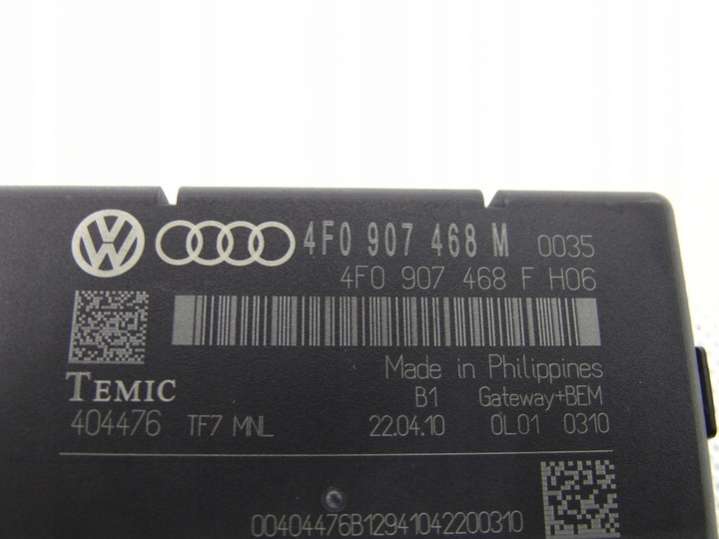 4F0 907 468 M 0035
4F0 907 468 F H06
Made in Philippines
TEMIC B1 Gateway+BEM
404476 TF7 MNL 22.04.10 0L01 0310
00404476B12941042200310